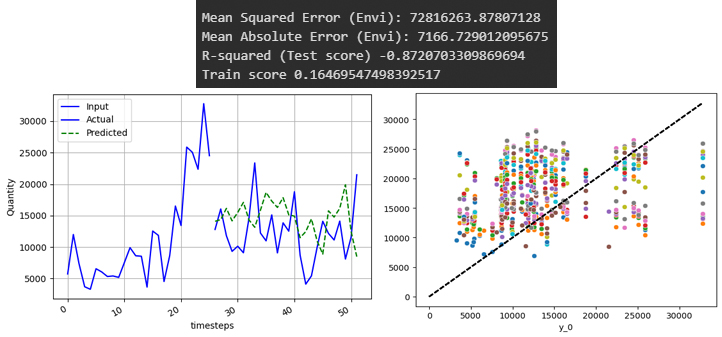 Mean Squared Error (Envi): 72816263.87807128
Mean Absolute Error (Envi): 7166.729012095675
R-squared (Test score) -0.8720703309869694
Train score 0.16469547498392517
Input
Actual
Predicted
Quantity
30000
25000
20000
15000
10000
5000
0 10 20 30 40 50
timesteps
30000
25000
20000
15000
10000
5000
0
0 5000 10000 15000 20000 25000 30000
y_0